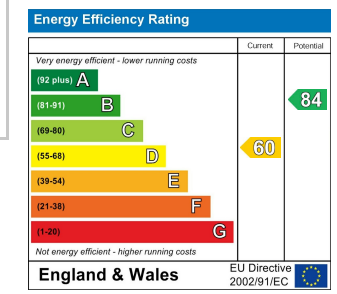 Energy Efficiency Rating
Current Potential
Very energy efficient - lower running costs
(92 plus) A
(81-91) B
84
(69-80) C
60
(55-68) D
(39-54) E
(21-38) F
(1-20) G
Not energy efficient - higher running costs
England & Wales
EU Directive
2002/91/EC